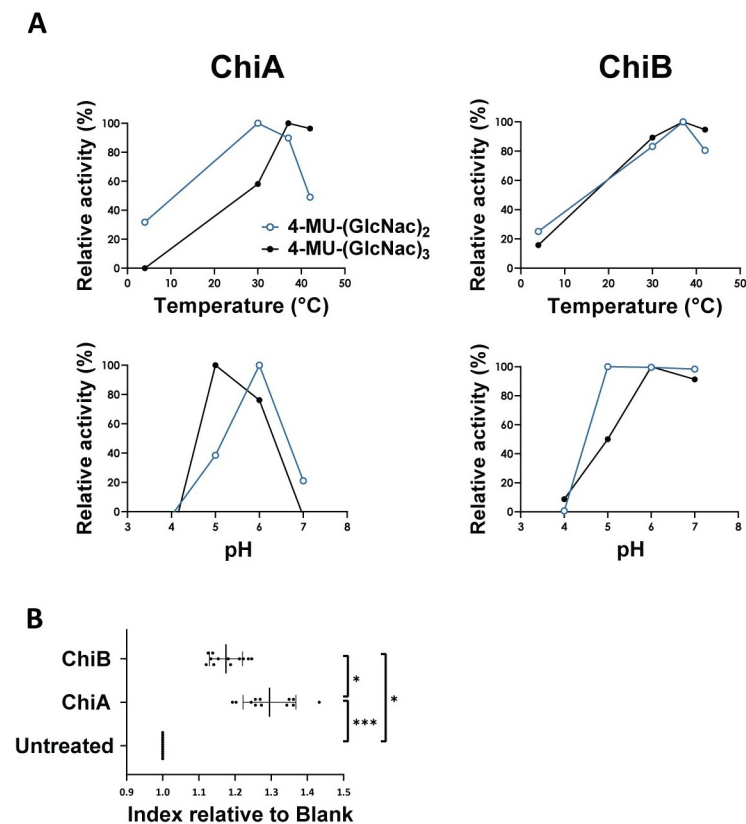 A
ChiA
ChiB
Relative activity (%)
100
80
60
40
20
0
0 10 20 30 40 50
Temperature (°C)
4-MU-(GlcNac)2
4-MU-(GlcNac)3
Relative activity (%)
100
80
60
40
20
0
0 10 20 30 40 50
Temperature (°C)
Relative activity (%)
100
80
60
40
20
0
3 4 5 6 7 8
pH
Relative activity (%)
100
80
60
40
20
0
3 4 5 6 7 8
pH
B
ChiB
ChiA
Untreated
*
***
*
0.9 1.0 1.1 1.2 1.3 1.4 1.5
Index relative to Blank